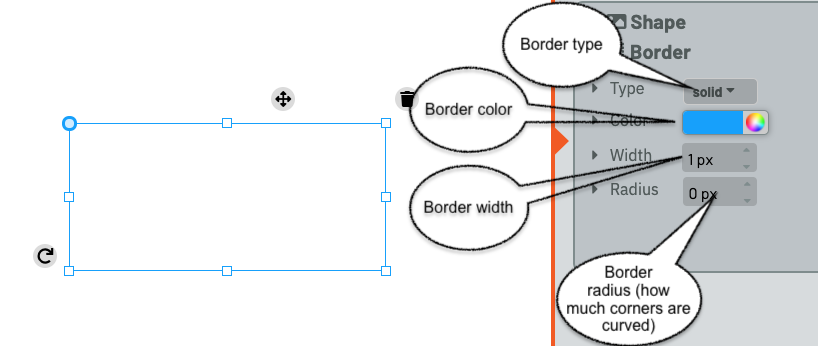 Shape
Border type
Border
Type
solid
Border color
Color
Width
1 px
Border width
Radius
0 px
Border
radius (how
much corners are
curved)